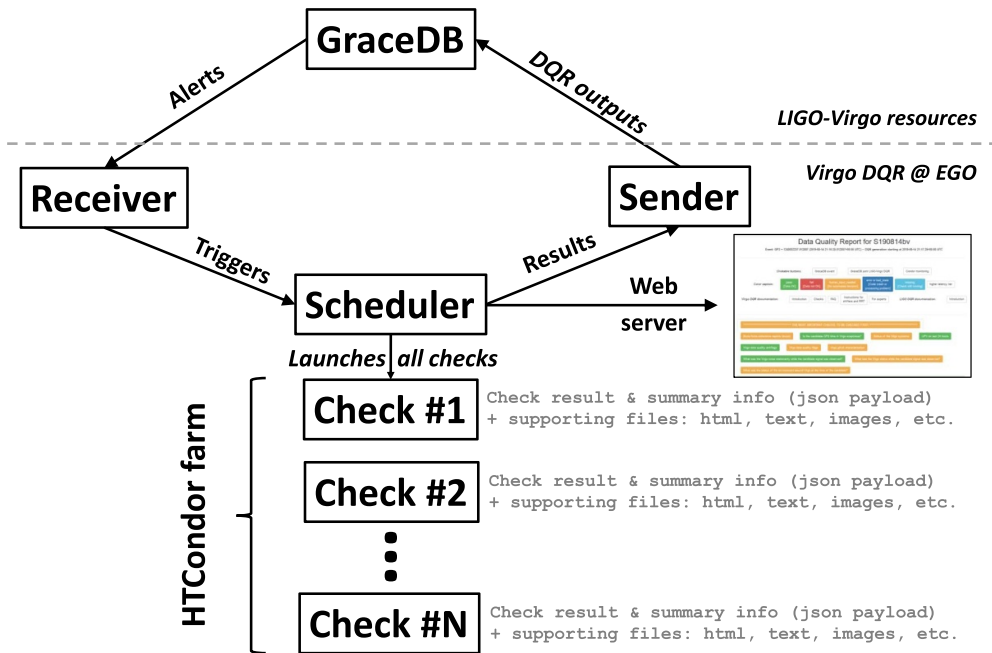 GraceDB
Alerts
DQR outputs
LIGO-Virgo resources
Virgo DQR @ EGO
Receiver
Sender
Triggers
Results
Scheduler
Web
server
Launches all checks
Data Quality Report for S190814bv
HTCondor farm
Check #1
Check result & summary info (json payload)
+ supporting files: html, text, images, etc.
Check #2
Check result & summary info (json payload)
+ supporting files: html, text, images, etc.
Check #N
Check result & summary info (json payload)
+ supporting files: html, text, images, etc.